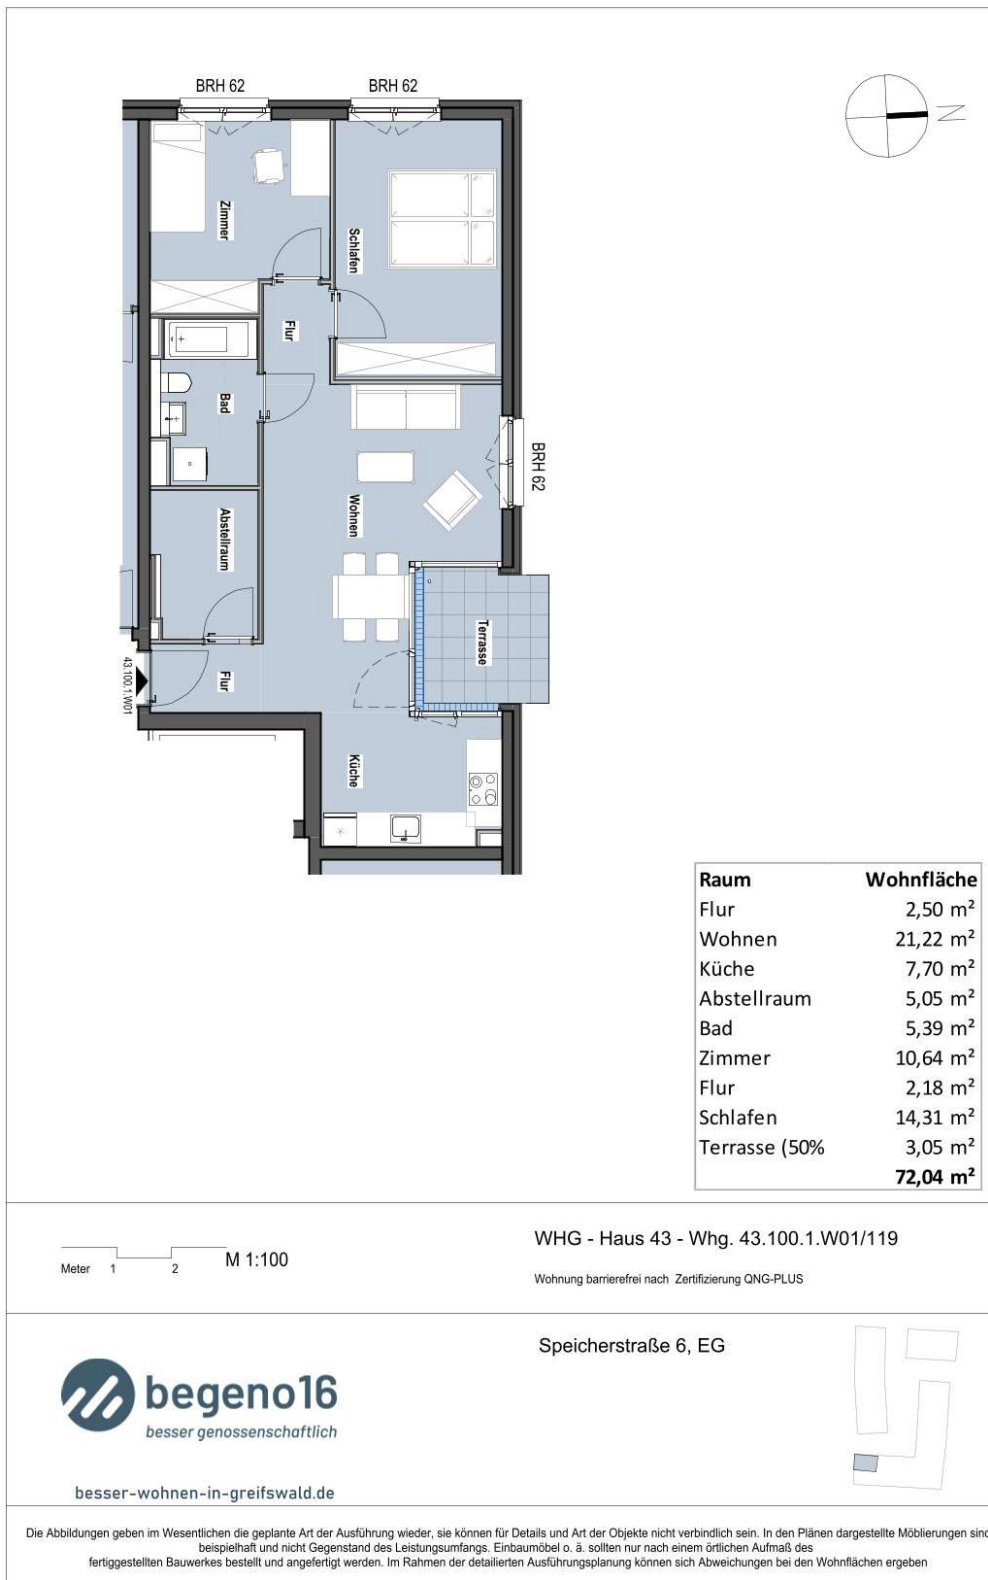 BRH 62
BRH 62
N
Zimmer
Schlafen
Flur
Bad
BRH 62
Wohnen
Abstellraum
Terrasse
43.100.1.W01
Flur
Küche
Raum Wohnfläche
Flur 2,50 m²
Wohnen 21,22 m²
Küche 7,70 m²
Abstellraum 5,05 m²
Bad 5,39 m²
Zimmer 10,64 m²
Flur 2,18 m²
Schlafen 14,31 m²
Terrasse (50% 3,05 m²
72,04 m²
Meter 1 2 M 1:100
WHG - Haus 43 - Whg. 43.100.1.W01/119
Wohnung barrierefrei nach Zertifizierung QNG-PLUS
Speicherstraße 6, EG
begeno16
besser genossenschaftlich
besser-wohnen-in-greifswald.de
Die Abbildungen geben im Wesentlichen die geplante Art der Ausführung wieder, sie können für Details und Art der Objekte nicht verbindlich sein. In den Plänen dargestellte Möblierungen sind
beispielhaft und nicht Gegenstand des Leistungsumfangs. Einbaumöbel o. ä. sollten nur nach einem örtlichen Aufmaß des
fertiggestellten Bauwerkes bestellt und angefertigt werden. Im Rahmen der detailierten Ausführungsplanung können sich Abweichungen bei den Wohnflächen ergeben